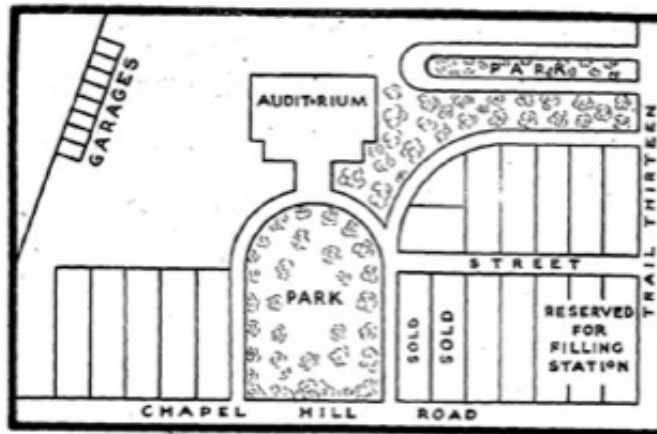 GARAGES
AUDITORIUM
PARK
TRAIL THIRTEEN
STREET
PARK
SOLD
SOLD
RESERVED
FOR
FILLING
STATION
CHAPEL HILL ROAD